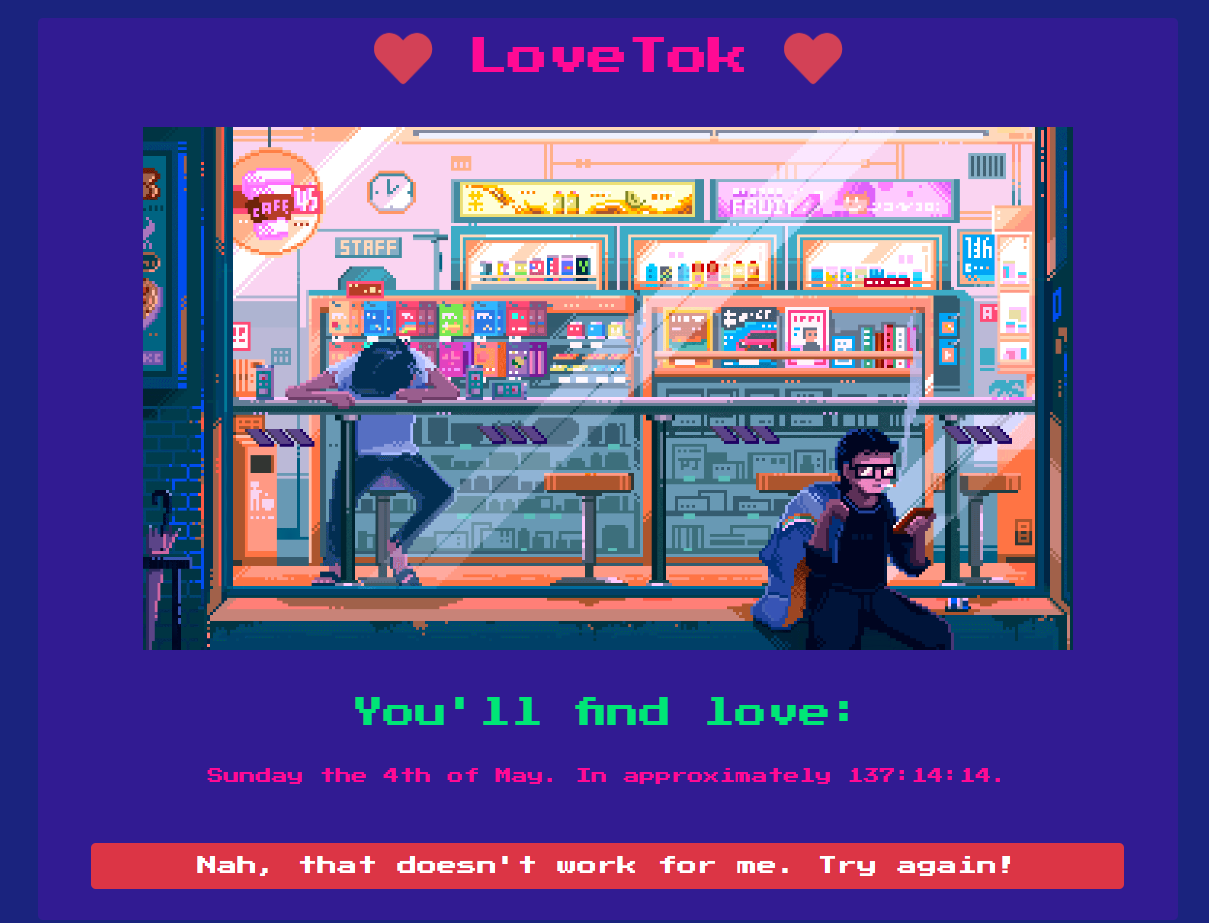 LoveTok
CAFE
STAFF
FRUIT
You'll find love:
Sunday the 4th of May. In approximately 137:14:14.
Nah, that doesn't work for me. Try again!